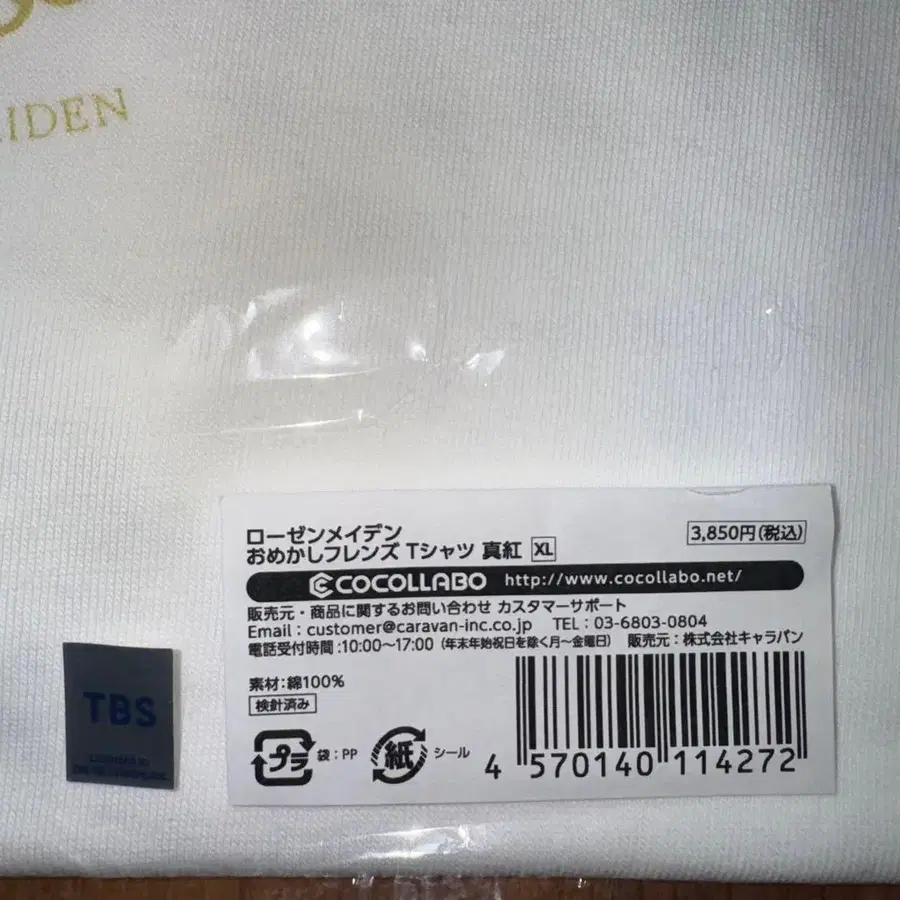 AIDEN
ローゼンメイデン
おめかしフレンズ Tシャツ 真紅 XL
3,850円(税込)
COCOLLABO http://www.cocollabo.net/
販売元・商品に関するお問い合わせ カスタマーサポート
Email：customer@caravan-inc.co.jp TEL：03-6803-0804
電話受付時間:10:00〜17:00 (年末年始祝日を除く月〜金曜日) 販売元：株式会社キャラバン
素材:綿100%
検針済み
プラ 袋：PP 紙 シール
4 570140 114272
TBS
LICENSED BY